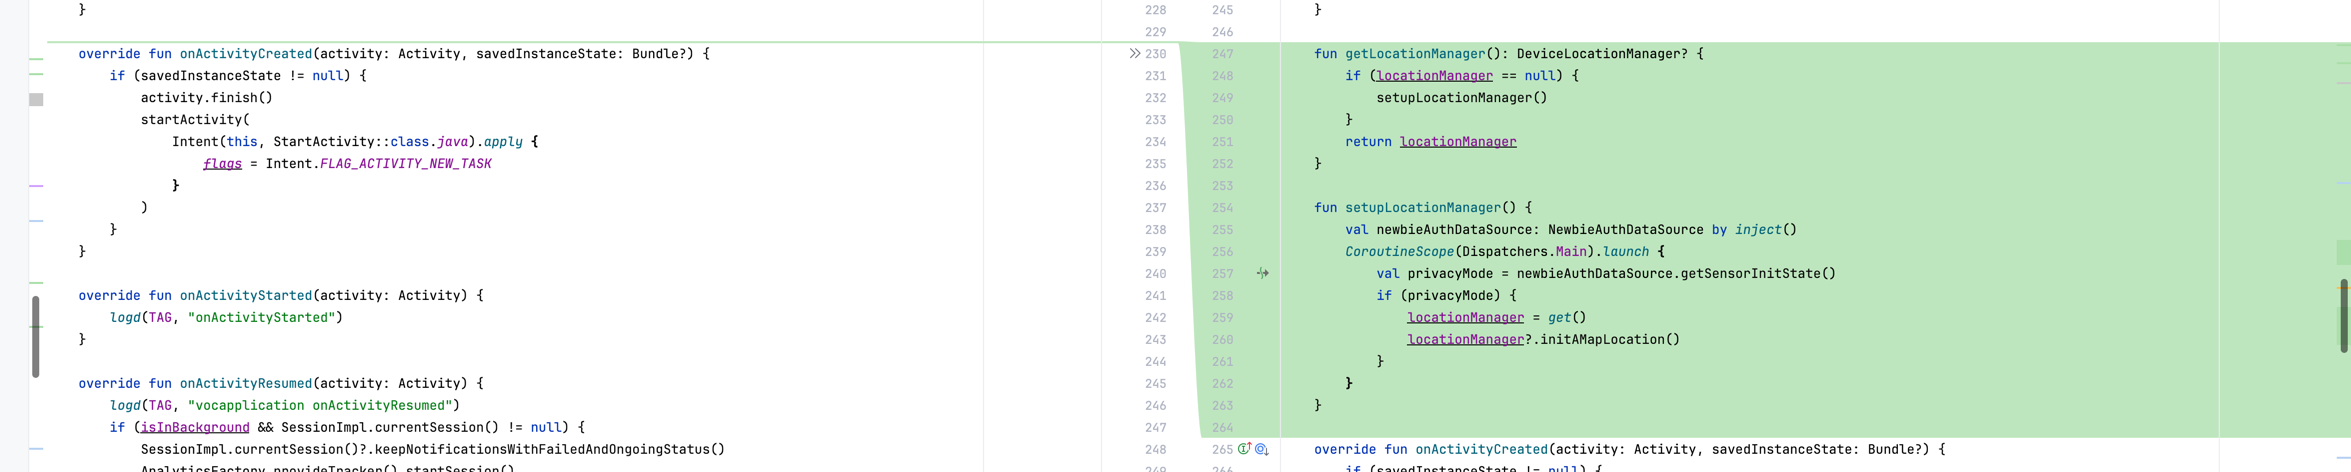 }
228
229
override fun onActivityCreated(activity: Activity, savedInstanceState: Bundle?) {
230
if (savedInstanceState != null) {
231
activity.finish()
232
startActivity(
233
Intent(this, StartActivity::class.java).apply {
234
flags = Intent.FLAG_ACTIVITY_NEW_TASK
235
}
236
)
237
}
238
}
239
240
override fun onActivityStarted(activity: Activity) {
241
logd(TAG, "onActivityStarted")
242
}
243
244
override fun onActivityResumed(activity: Activity) {
245
logd(TAG, "vocapplication onActivityResumed")
246
if (isInBackground && SessionImpl.currentSession() != null) {
247
SessionImpl.currentSession()?.keepNotificationsWithFailedAndOngoingStatus()
248
AnalyticsFactory.provideTracker().startSession()
249
245 }
246
247 fun getLocationManager(): DeviceLocationManager? {
248 if (locationManager == null) {
249 setupLocationManager()
250 }
251 return locationManager
252 }
253
254 fun setupLocationManager() {
255 val newbieAuthDataSource: NewbieAuthDataSource by inject()
256 CoroutineScope(Dispatchers.Main).launch {
257 val privacyMode = newbieAuthDataSource.getSensorInitState()
258 if (privacyMode) {
259 locationManager = get()
260 locationManager?.initAMapLocation()
261 }
262 }
263 }
264
265 override fun onActivityCreated(activity: Activity, savedInstanceState: Bundle?) {
266 if (savedInstanceState != null) {